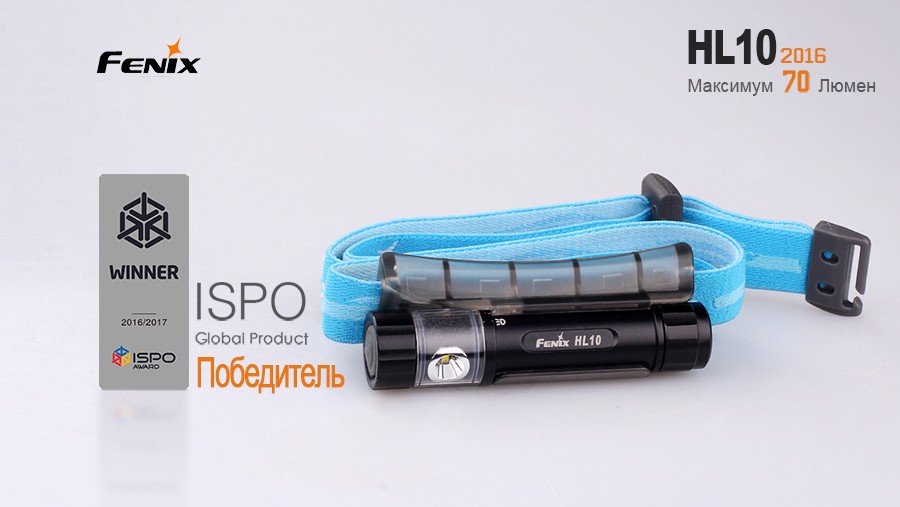 FENIX
HL10 2016
Максимум 70 Люмен
WINNER
2016/2017
ISPO
AWARD
ISPO
Global Product
Победитель
FENIX HL10